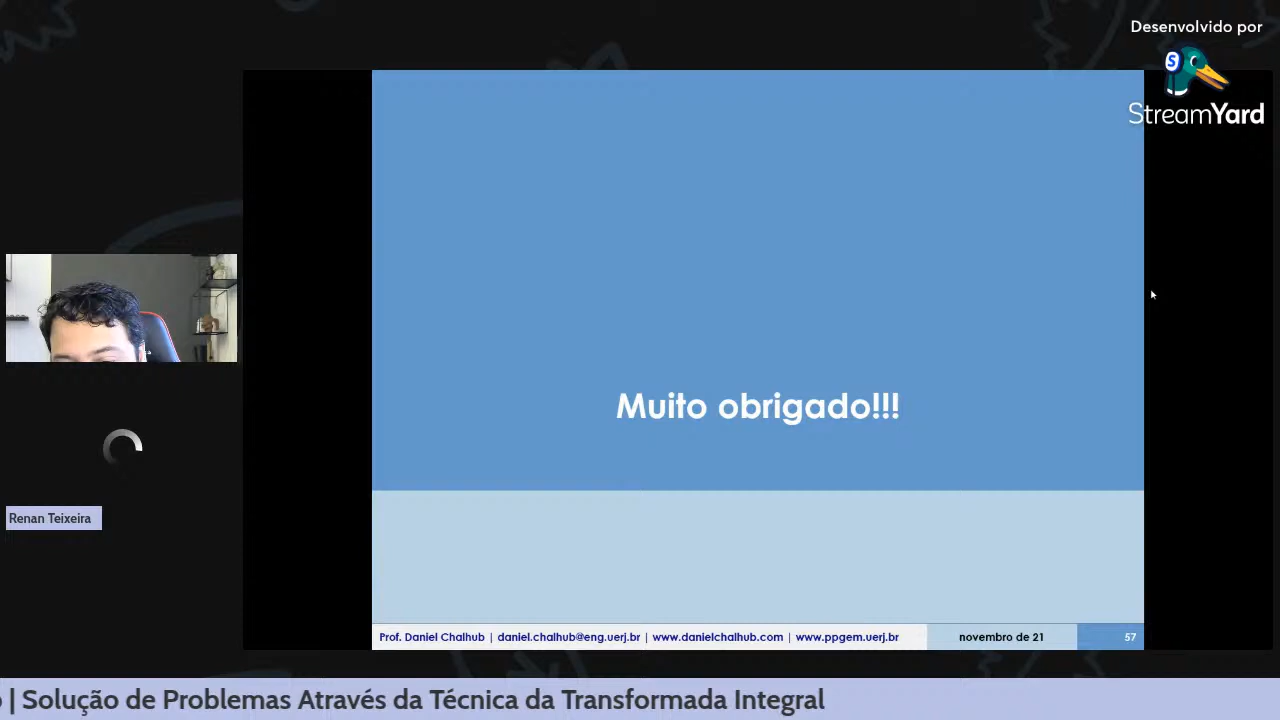 Desenvolvido por
S
StreamYard
Muito obrigado!!!
Renan Teixeira
Prof. Daniel Chalhub | daniel.chalhub@eng.uerj.br | www.danielchalhub.com | www.ppgem.uerj.br
novembro de 21
57
| Solução de Problemas Através da Técnica da Transformada Integral